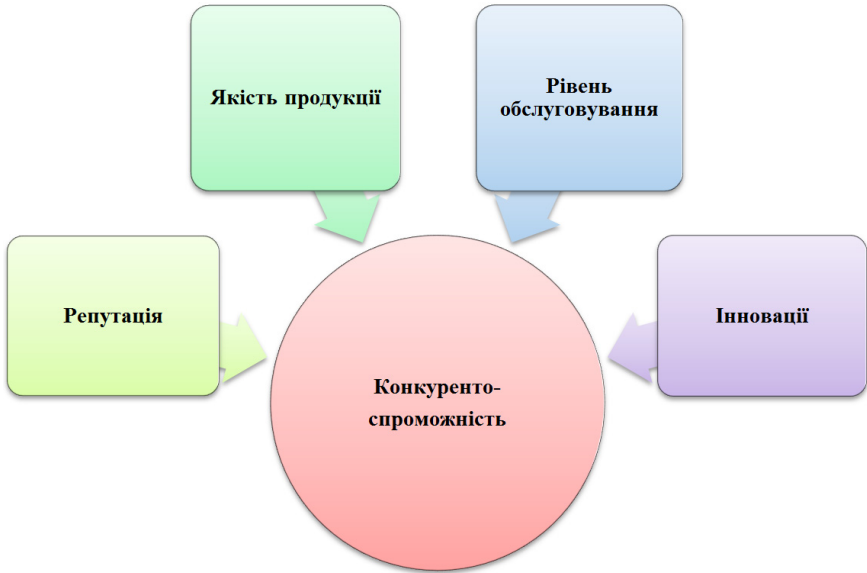 Якість продукції
Рівень
обслуговування
Репутація
Інновації
Конкуренто-
спроможність